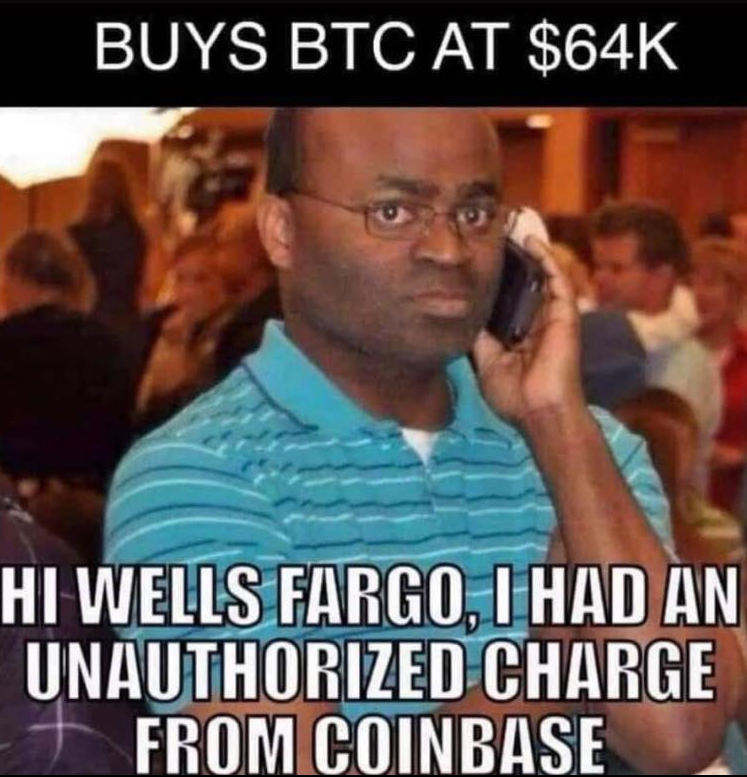 BUYS BTC AT $64K
HI WELLS FARGO, I HAD AN
UNAUTHORIZED CHARGE
FROM COINBASE